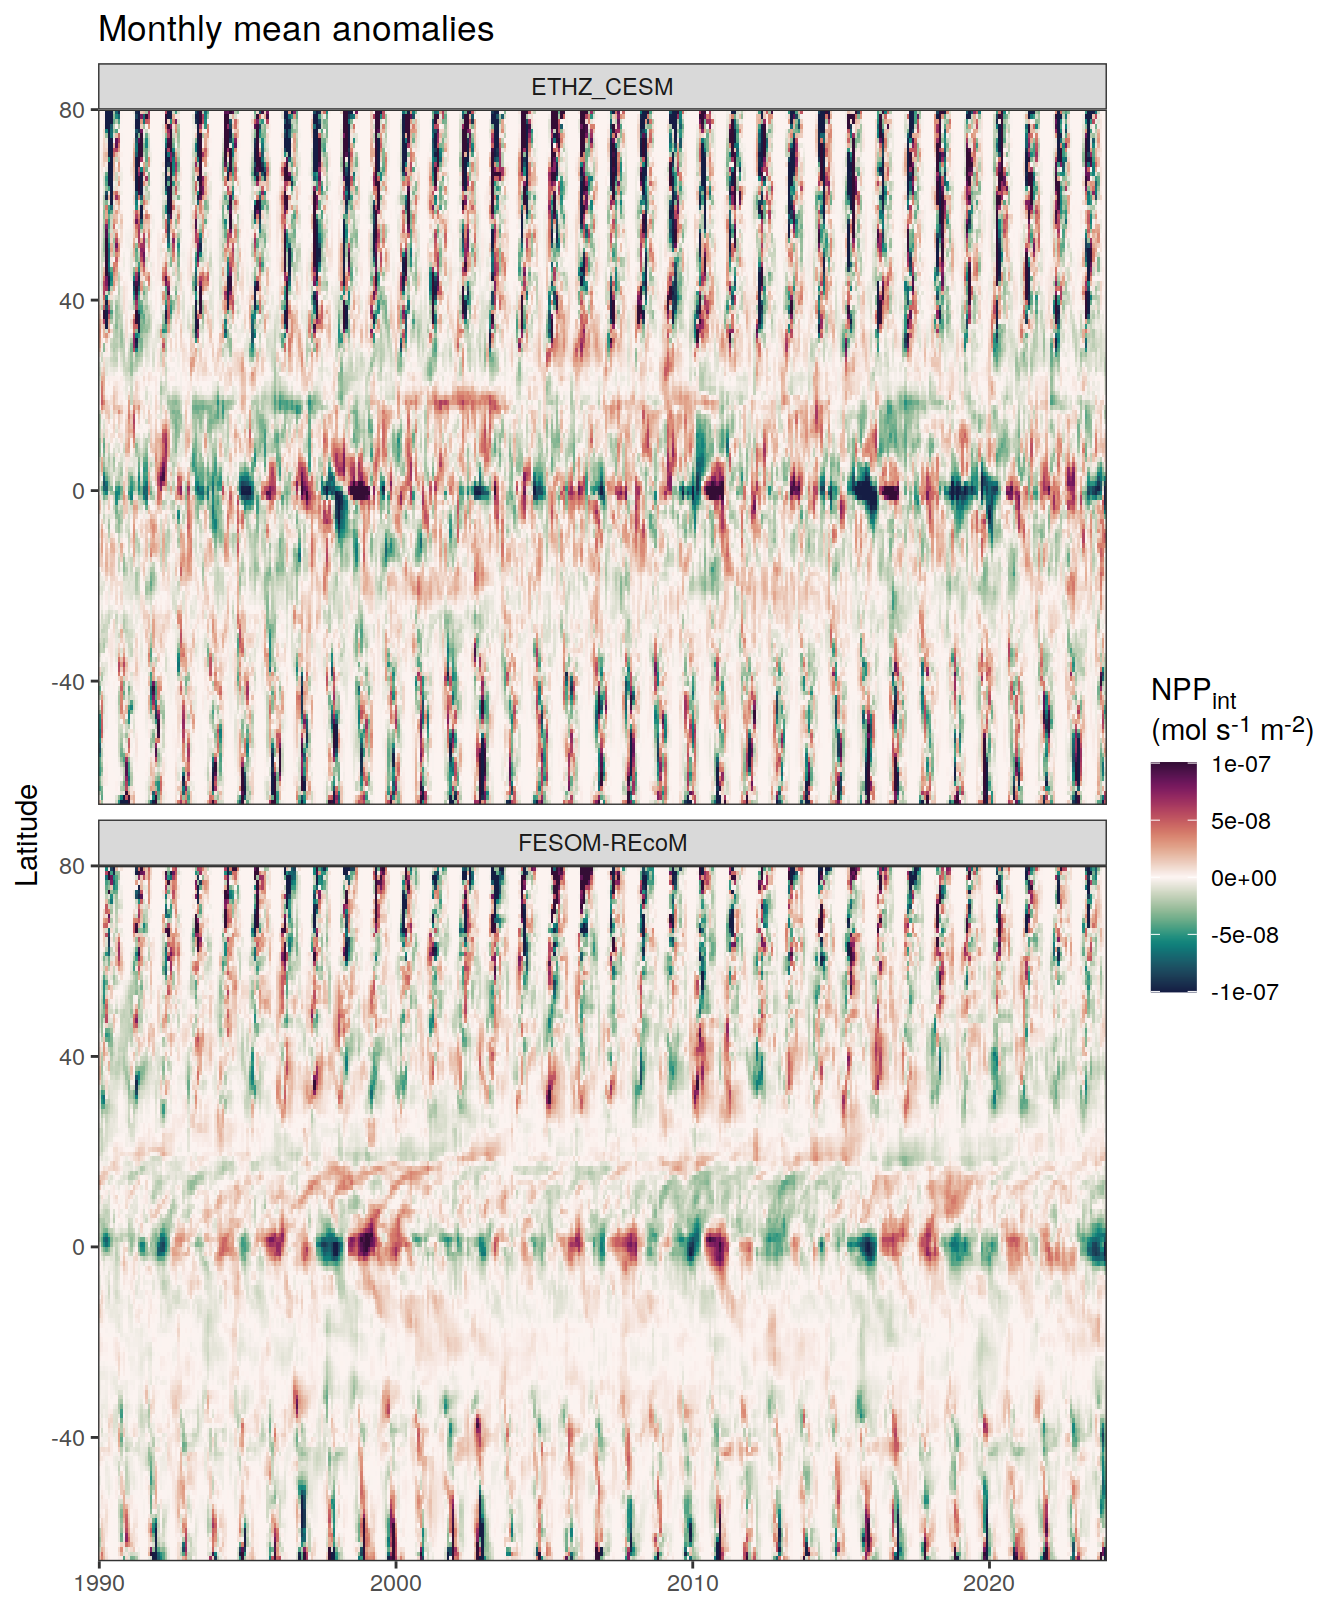 Monthly mean anomalies
ETHZ_CESM
80
40
0
-40
Latitude
FESOM-REcoM
80
40
0
-40
1990
2000
2010
2020
NPPint
(mol s-1 m-2)
1e-07
5e-08
0e+00
-5e-08
-1e-07